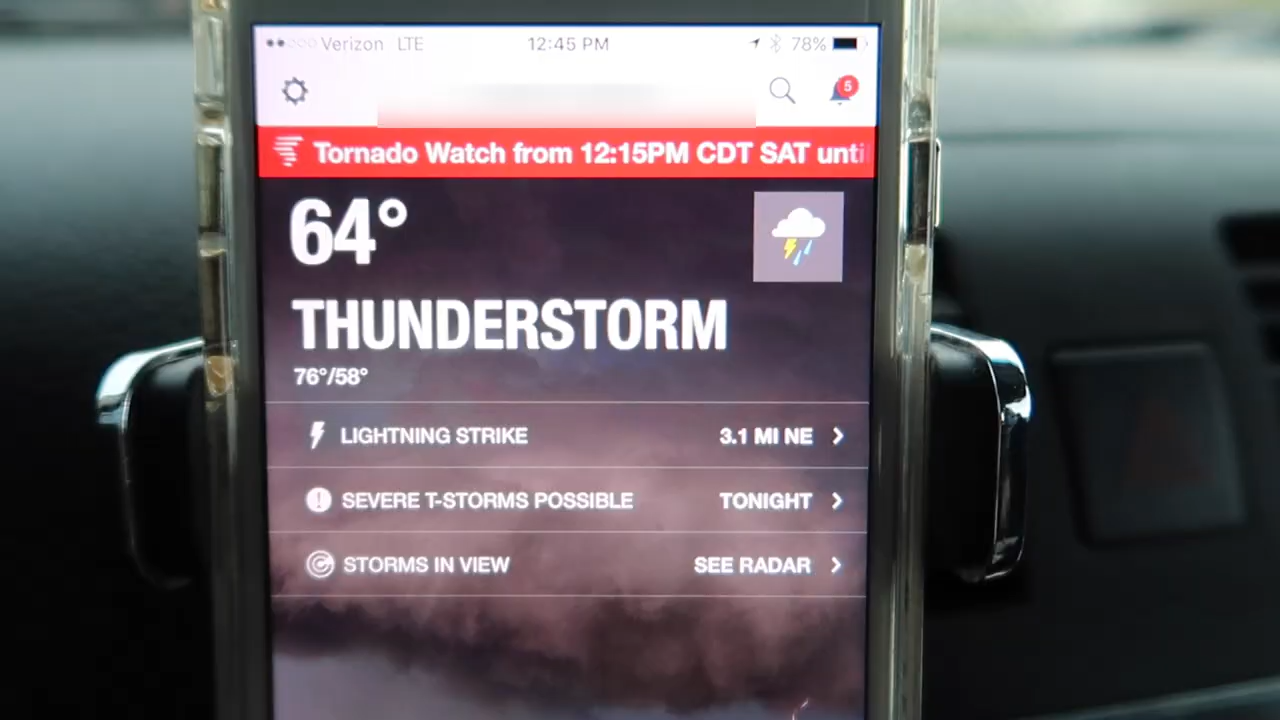 Verizon LTE 12:45 PM 78%
5
Tornado Watch from 12:15PM CDT SAT until
64°
THUNDERSTORM
76°/58°
LIGHTNING STRIKE 3.1 MI NE
SEVERE T-STORMS POSSIBLE TONIGHT
STORMS IN VIEW SEE RADAR